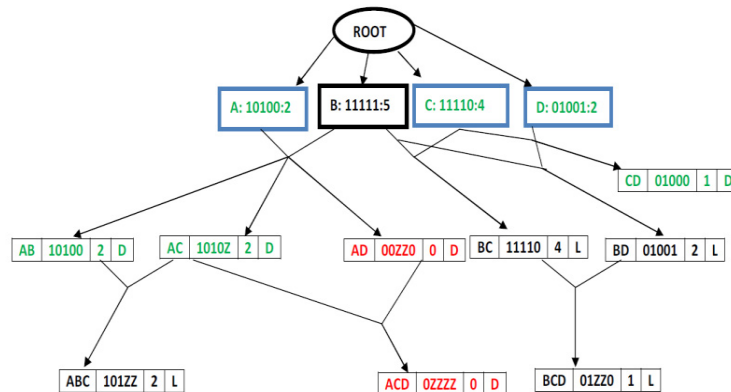 ROOT
A: 10100:2
B: 11111:5
C: 11110:4
D: 01001:2
CD 01000 1 D
AB 10100 2 D
AC 1010Z 2 D
AD 00ZZ0 0 D
BC 11110 4 L
BD 01001 2 L
ABC 101ZZ 2 L
ACD 0ZZZZ 0 D
BCD 01ZZ0 1 L